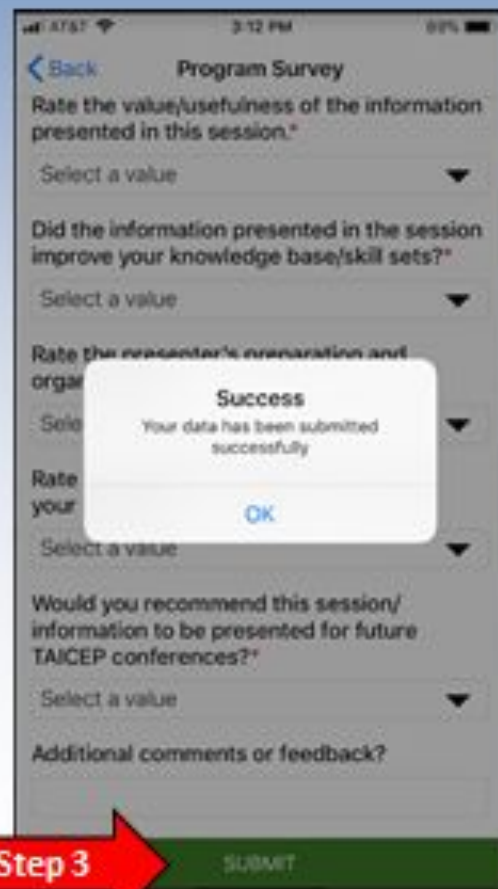 AT&T 3:12 PM
Back Program Survey
Rate the value/usefulness of the information
presented in this session.*
Select a value
Did the information presented in the session
improve your knowledge base/skill sets?*
Select a value
Rate the presenter's preparation and
organ
Sele
Success
Your data has been submitted
successfully
OK
Rate
your
Select a value
Would you recommend this session/
information to be presented for future
TAICEP conferences?*
Select a value
Additional comments or feedback?
Step 3
SUBMIT